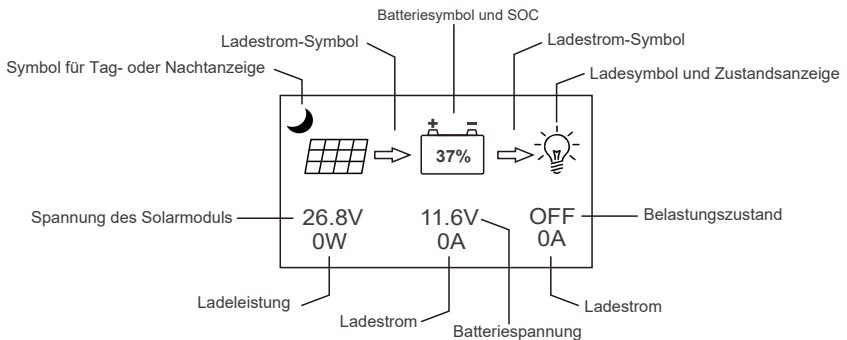 Batteriesymbol und SOC
Ladestrom-Symbol
Ladestrom-Symbol
Symbol für Tag- oder Nachtanzeige
Ladesymbol und Zustandsanzeige
+ −
37%
Spannung des Solarmoduls
26.8V
11.6V
OFF
Belastungszustand
0W
0A
0A
Ladeleistung
Ladestrom
Ladestrom
Batteriespannung